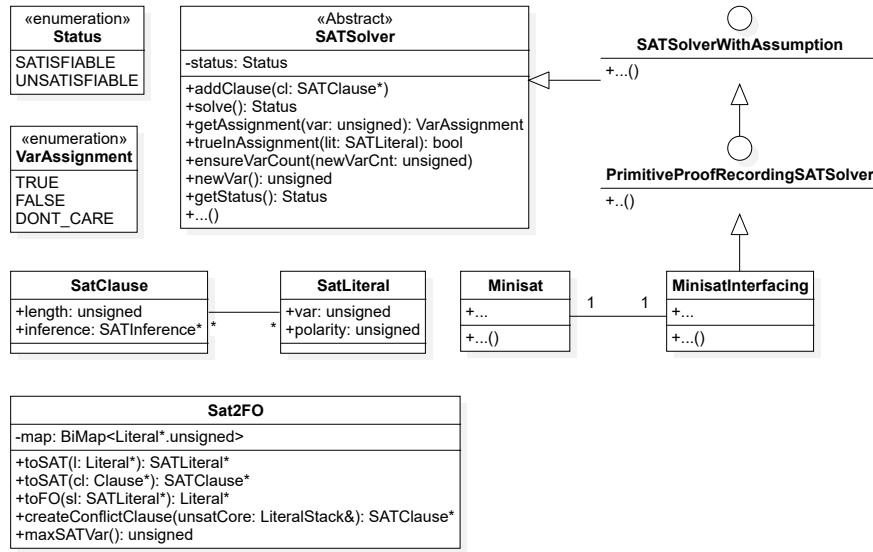 «enumeration»
Status
SATISFIABLE
UNSATISFIABLE
«enumeration»
VarAssignment
TRUE
FALSE
DONT_CARE
«Abstract»
SATSolver
-status: Status
+addClause(cl: SATClause*)
+solve(): Status
+getAssignment(var: unsigned): VarAssignment
+trueInAssignment(lit: SATLiteral): bool
+ensureVarCount(newVarCnt: unsigned)
+newVar(): unsigned
+getStatus(): Status
+...()
SATSolverWithAssumption
+...()
PrimitiveProofRecordingSATSolver
+..()
SatClause
+length: unsigned
+inference: SATInference*
*
*
SatLiteral
+var: unsigned
+polarity: unsigned
Minisat
+...
+...()
1
1
MinisatInterfacing
+...
+...()
Sat2FO
-map: BiMap<Literal*.unsigned>
+toSAT(l: Literal*): SATLiteral*
+toSAT(cl: Clause*): SATClause*
+toFO(sl: SATLiteral*): Literal*
+createConflictClause(unsatCore: LiteralStack&): SATClause*
+maxSATVar(): unsigned